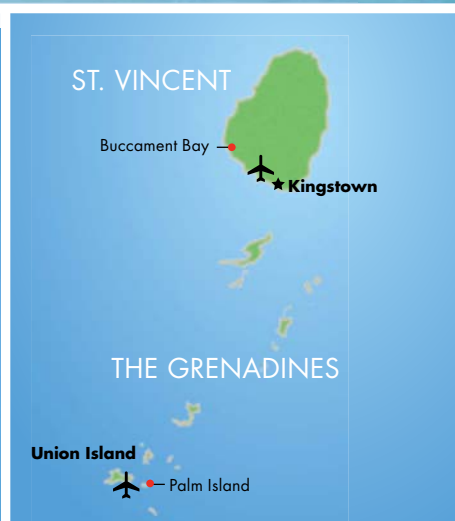 ST. VINCENT
Buccament Bay
Kingstown
THE GRENADINES
Union Island
Palm Island